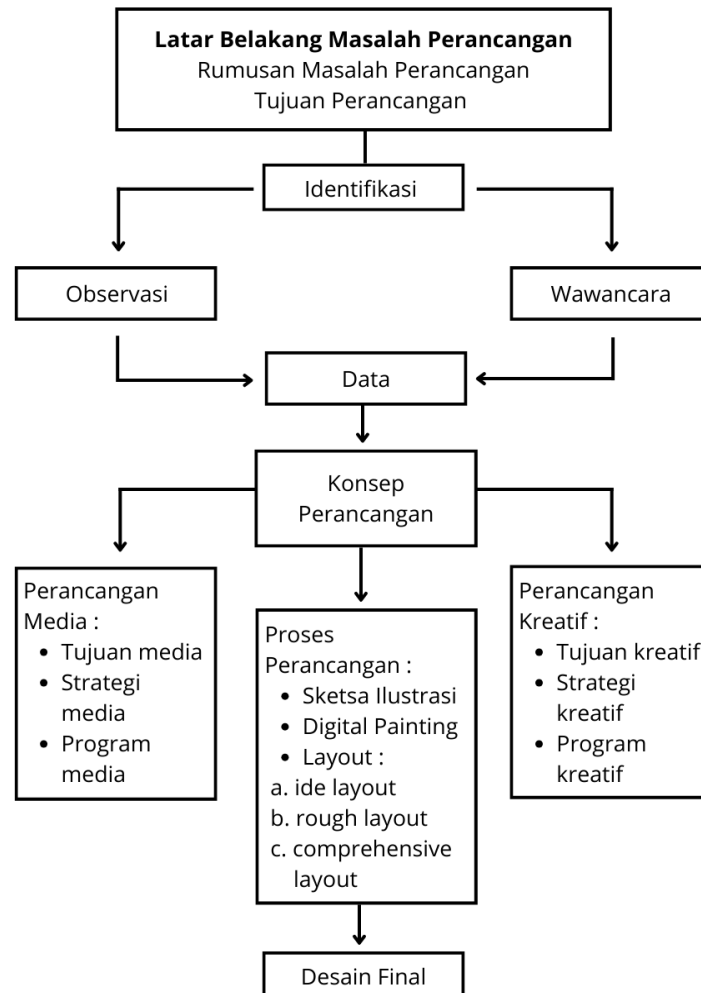 Latar Belakang Masalah Perancangan
Rumusan Masalah Perancangan
Tujuan Perancangan
Identifikasi
Observasi
Wawancara
Data
Konsep
Perancangan
Perancangan
Media :
• Tujuan media
• Strategi
media
• Program
media
Proses
Perancangan :
• Sketsa Ilustrasi
• Digital Painting
• Layout :
a. ide layout
b. rough layout
c. comprehensive
layout
Perancangan
Kreatif :
• Tujuan kreatif
• Strategi
kreatif
• Program
kreatif
Desain Final